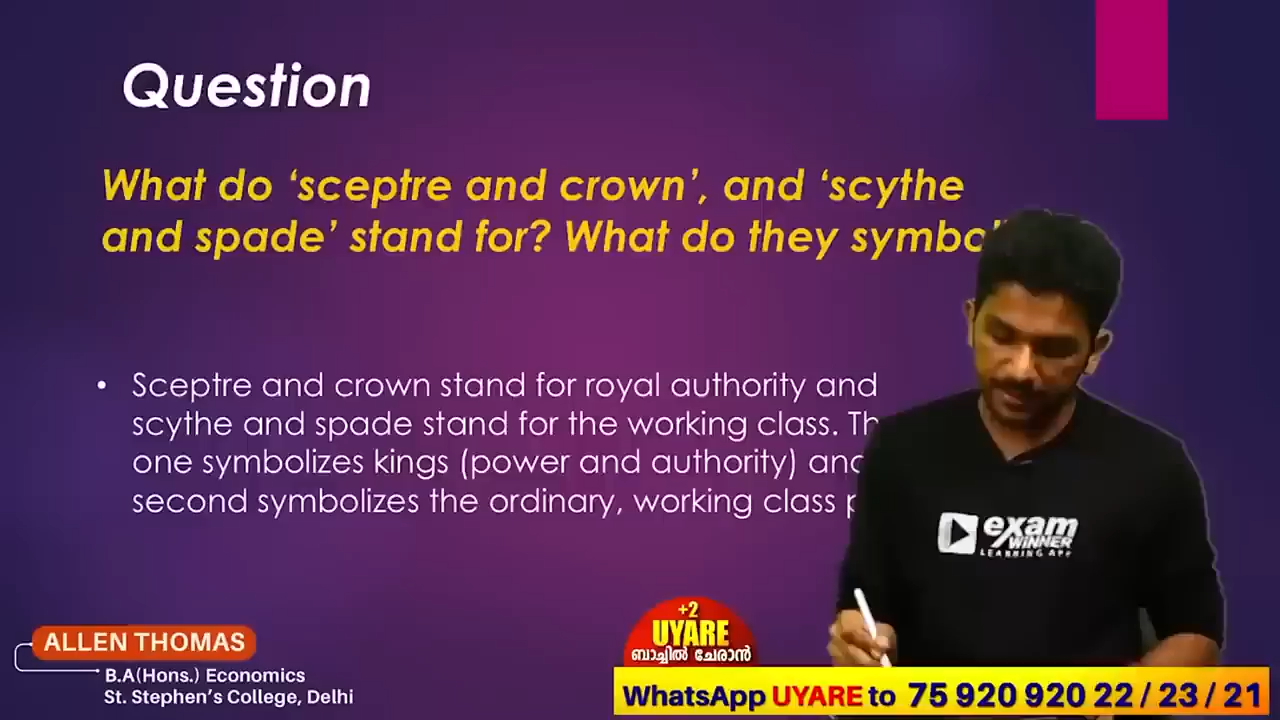 Question
What do ‘sceptre and crown’, and ‘scythe
and spade’ stand for? What do they
• Sceptre and crown stand for royal authority and
scythe and spade stand for the working class.
one symbolizes kings (power and authority)
second symbolizes the ordinary, working class
exam
WINNER
LEARNING APP
ALLEN THOMAS
B.A(Hons.) Economics
St. Stephen’s College, Delhi
+2
UYARE
ബാച്ചിൽ ചേരാൻ
WhatsApp UYARE to 75 920 920 22 / 23 / 21